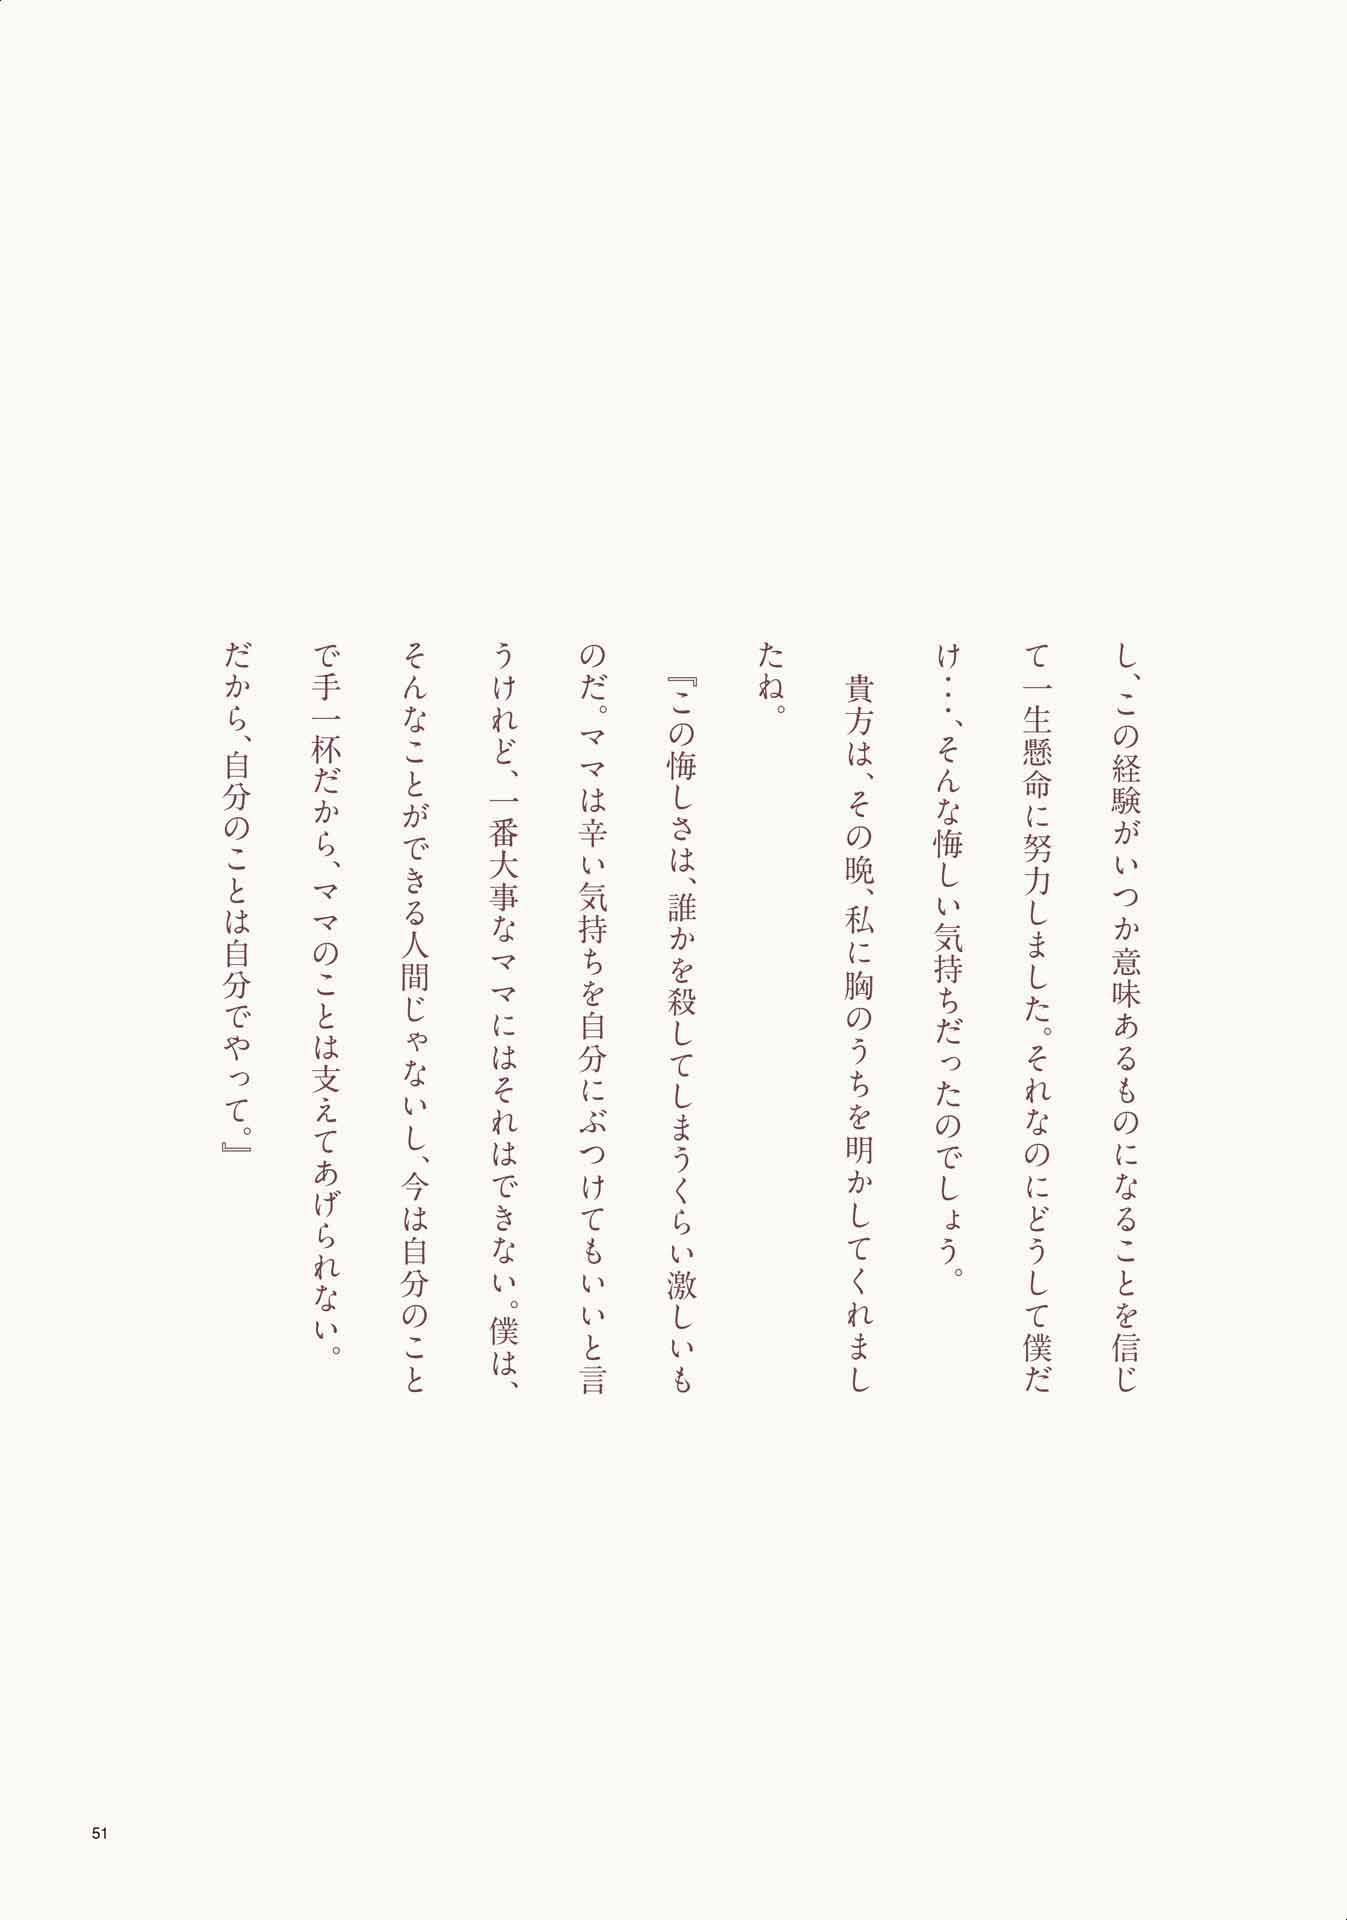 し、この経験がいつか意味あるものになることを信じ
て一生懸命に努力しました。それなのにどうして僕だ
け・・・、そんな悔しい気持ちだったのでしょう。
　貴方は、その晩、私に胸のうちを明かしてくれまし
たね。
　『この悔しさは、誰かを殺してしまうくらい激しいも
のだ。ママは辛い気持ちを自分にぶつけてもいいと言
うけれど、一番大事なママにはそれはできない。僕は、
そんなことができる人間じゃないし、今は自分のこと
で手一杯だから、ママのことは支えてあげられない。
だから、自分のことは自分でやって。』
51